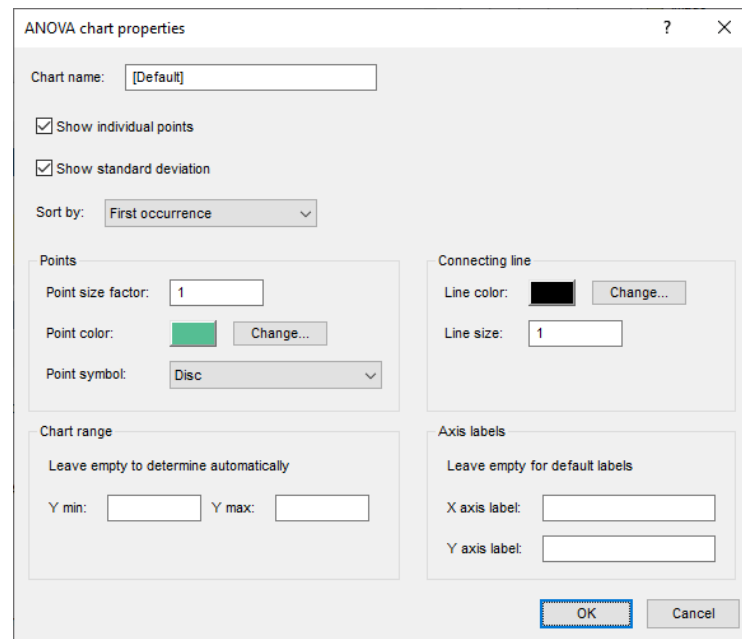 ANOVA chart properties ?
Chart name: [Default]
Show individual points
Show standard deviation
Sort by: First occurrence
Points
Point size factor: 1
Point color: Change...
Point symbol: Disc
Connecting line
Line color: Change...
Line size: 1
Chart range
Leave empty to determine automatically
Y min: Y max:
Axis labels
Leave empty for default labels
X axis label:
Y axis label:
OK Cancel